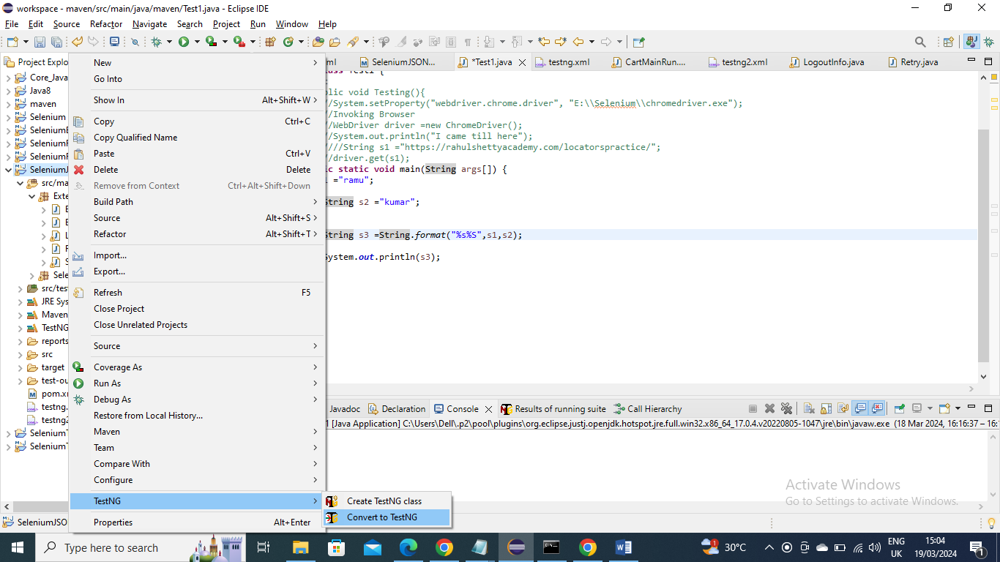 workspace - maven/src/main/java/maven/Test1.java - Eclipse IDE
File Edit Source Refactor Navigate Search Project Run Window Help
Project Explo
ml
SeleniumJSON...
*Test1.java
testng.xml
CartMainRun....
testng2.xml
LogoutInfo.java
Retry.java
Core_Java
Java8
maven
Selenium
Selenium
Selenium
Selenium
SeleniumJ
src/ma
Exte
Sele
src/tes
JRE Sys
Maven
TestNG
reports
src
target
test-ou
pom.x
testng.
testng2
SeleniumT
SeleniumT
New
Go Into
Show In Alt+Shift+W
Copy Ctrl+C
Copy Qualified Name
Paste Ctrl+V
Delete Delete
Remove from Context Ctrl+Alt+Shift+Down
Build Path
Source Alt+Shift+S
Refactor Alt+Shift+T
Import...
Export...
Refresh F5
Close Project
Close Unrelated Projects
Source
Coverage As
Run As
Debug As
Restore from Local History...
Maven
Team
Compare With
Configure
TestNG
Properties Alt+Enter
Create TestNG class
Convert to TestNG
blic void Testing(){
//System.setProperty("webdriver.chrome.driver", "E:\\Selenium\\chromedriver.exe");
//Invoking Browser
//WebDriver driver =new ChromeDriver();
//System.out.println("I came till here");
////String s1 ="https://rahulshettyacademy.com/locatorspractice/";
//driver.get(s1);
ic static void main(String args[]) {
="ramu";
String s2 ="kumar";
String s3 =String.format("%s%S",s1,s2);
System.out.println(s3);
Javadoc Declaration Console Results of running suite Call Hierarchy
1 [Java Application] C:\Users\Dell\.p2\pool\plugins\org.eclipse.justj.openjdk.hotspot.jre.full.win32.x86_64_17.0.4.v20220805-1047\jre\bin\javaw.exe (18 Mar 2024, 16:16:37 – 16:
Activate Windows
Go to Settings to activate Windows.
SeleniumJSO
Type here to search
30°C
ENG
UK
15:04
19/03/2024
1